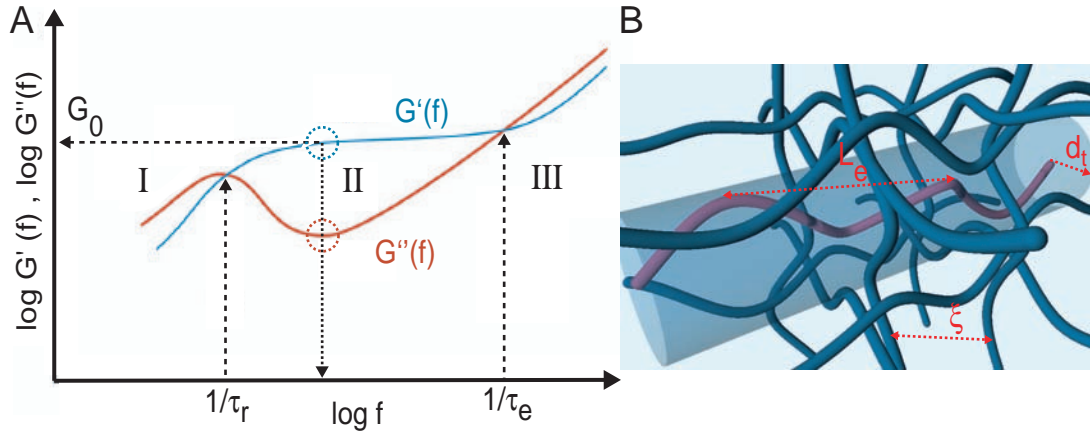 A
B
log G' (f) , log G''(f)
G₀
G'(f)
I
II
III
G''(f)
1/τᵣ
log f
1/τₑ
Lₑ
dₜ
ξ